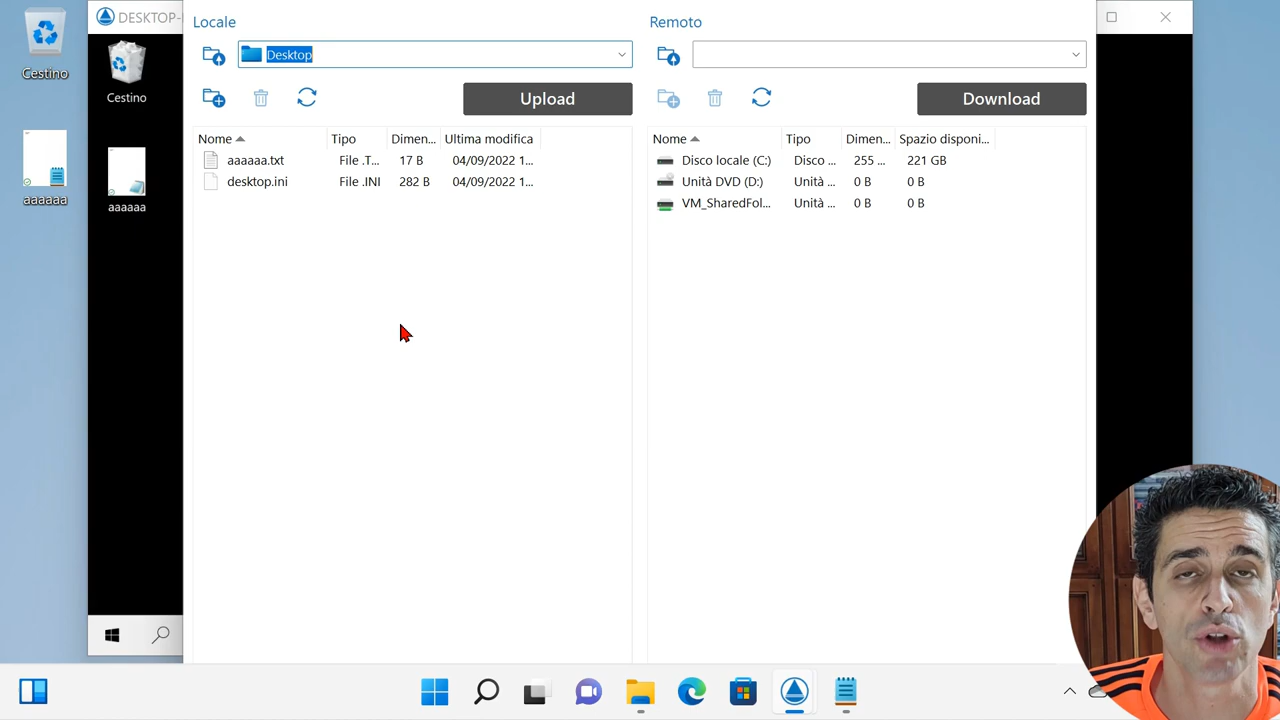 Cestino
aaaaaa
DESKTOP-
Cestino
aaaaaa
Locale
Desktop
Upload
Nome Tipo Dimen... Ultima modifica
aaaaaa.txt File .T... 17 B 04/09/2022 1...
desktop.ini File .INI 282 B 04/09/2022 1...
Remoto
Download
Nome Tipo Dimen... Spazio disponi...
Disco locale (C:) Disco ... 255 ... 221 GB
Unità DVD (D:) Unità ... 0 B 0 B
VM_SharedFol... Unità ... 0 B 0 B